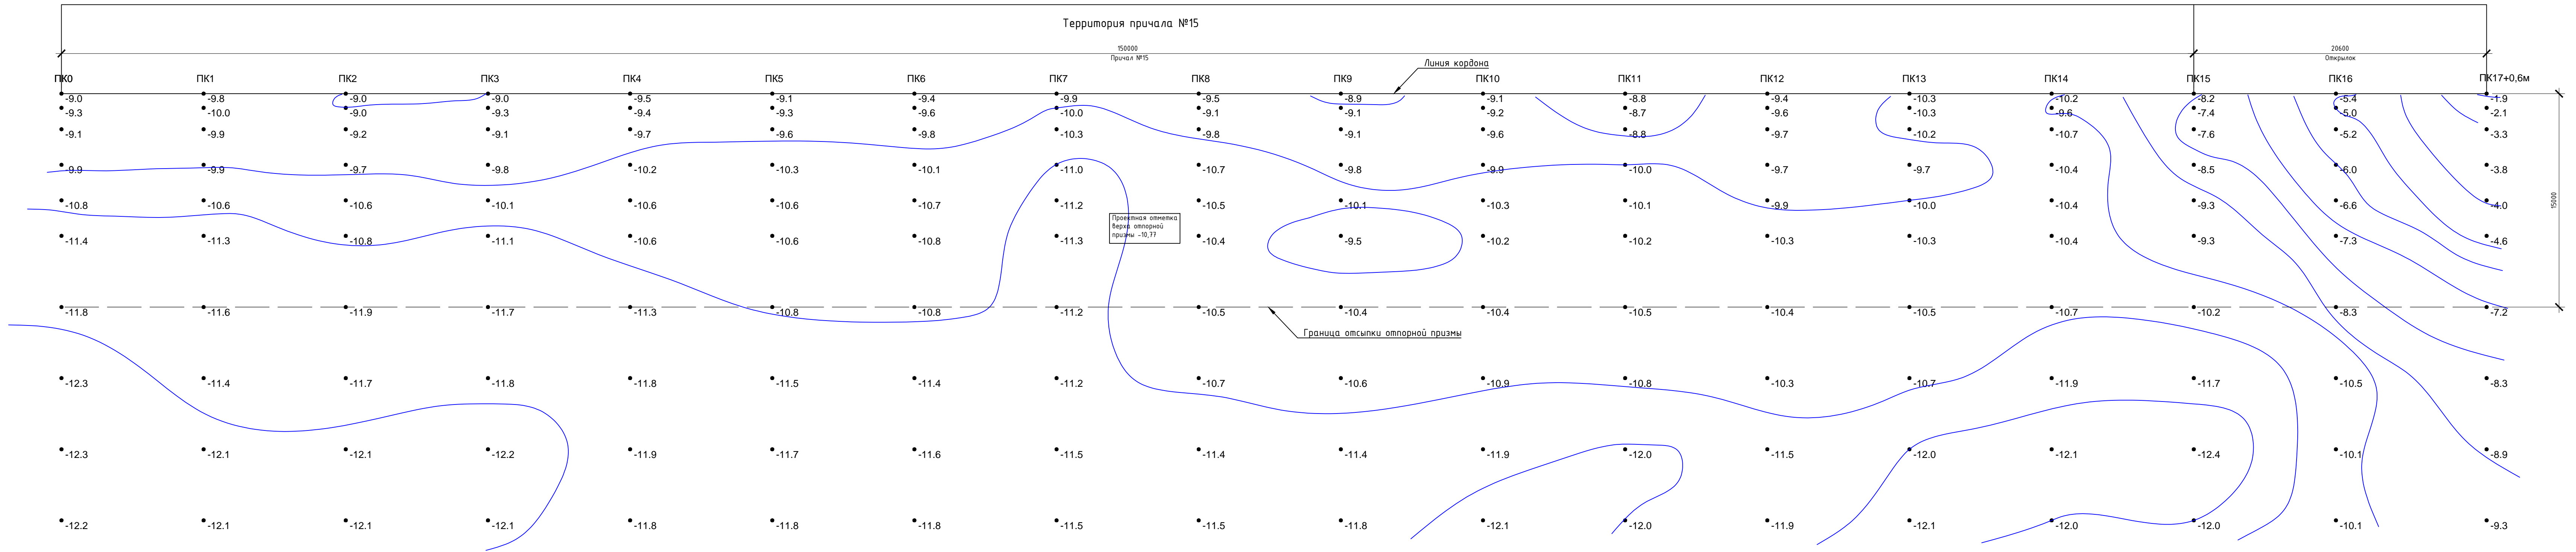 Территория причала №15
150000
Причал №15
20600
Открылок
Линия кордона
ПК0 ПК1 ПК2 ПК3 ПК4 ПК5 ПК6 ПК7 ПК8 ПК9 ПК10 ПК11 ПК12 ПК13 ПК14 ПК15 ПК16 ПК17+0,6м
-9.0 -9.8 -9.0 -9.0 -9.5 -9.1 -9.4 -9.9 -9.5 -8.9 -9.1 -8.8 -9.4 -10.3 -10.2 -8.2 -5.4 -1.9
-9.3 -10.0 -9.0 -9.3 -9.4 -9.3 -9.6 -10.0 -9.1 -9.1 -9.2 -8.7 -9.6 -10.3 -9.6 -7.4 -5.0 -2.1
-9.1 -9.9 -9.2 -9.1 -9.7 -9.6 -9.8 -10.3 -9.8 -9.1 -9.6 -8.8 -9.7 -10.2 -10.7 -7.6 -5.2 -3.3
-9.9 -9.9 -9.7 -9.8 -10.2 -10.3 -10.1 -11.0 -10.7 -9.8 -9.9 -10.0 -9.7 -9.7 -10.4 -8.5 -6.0 -3.8
-10.8 -10.6 -10.6 -10.1 -10.6 -10.6 -10.7 -11.2 -10.5 -10.1 -10.3 -10.1 -9.9 -10.0 -10.4 -9.3 -6.6 -4.0
15000
Проектная отметка
верха отпорной
призмы -10,77
-11.4 -11.3 -10.8 -11.1 -10.6 -10.6 -10.8 -11.3 -10.4 -9.5 -10.2 -10.2 -10.3 -10.3 -10.4 -9.3 -7.3 -4.6
-11.8 -11.6 -11.9 -11.7 -11.3 -10.8 -10.8 -11.2 -10.5 -10.4 -10.4 -10.5 -10.4 -10.5 -10.7 -10.2 -8.3 -7.2
Граница отсыпки отпорной призмы
-12.3 -11.4 -11.7 -11.8 -11.8 -11.5 -11.4 -11.2 -10.7 -10.6 -10.9 -10.8 -10.3 -10.7 -11.9 -11.7 -10.5 -8.3
-12.3 -12.1 -12.1 -12.2 -11.9 -11.7 -11.6 -11.5 -11.4 -11.4 -11.9 -12.0 -11.5 -12.0 -12.1 -12.4 -10.1 -8.9
-12.2 -12.1 -12.1 -12.1 -11.8 -11.8 -11.8 -11.5 -11.5 -11.8 -12.1 -12.0 -11.9 -12.1 -12.0 -12.0 -10.1 -9.3